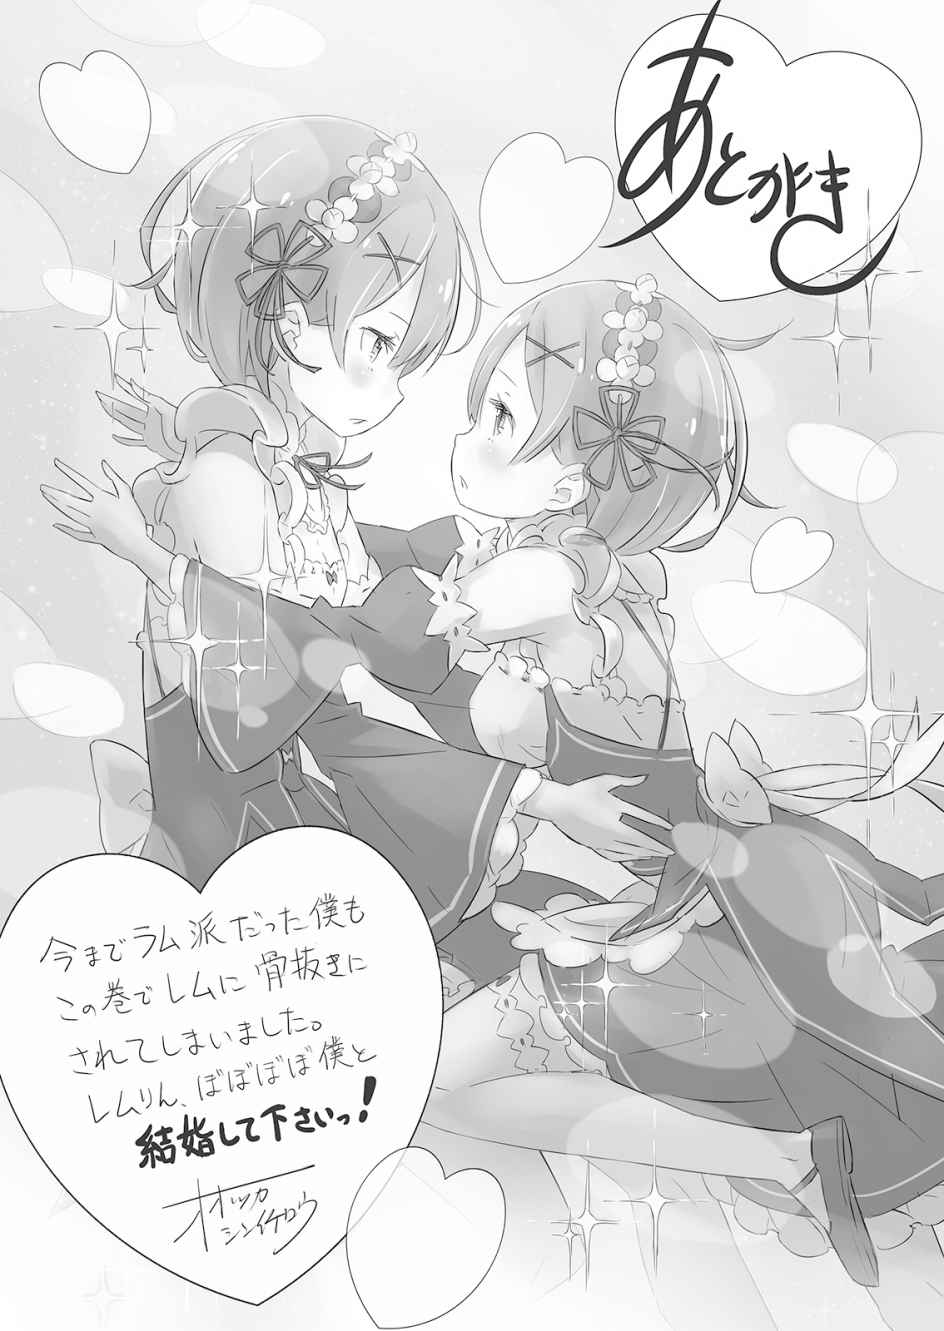 あとがき
今までラム派だった僕も
この巻でレムに骨抜きに
されてしまいました。
レムりん、ぼぼぼぼ僕と
結婚して下さいっ!
オオツカ
シンイチロウ